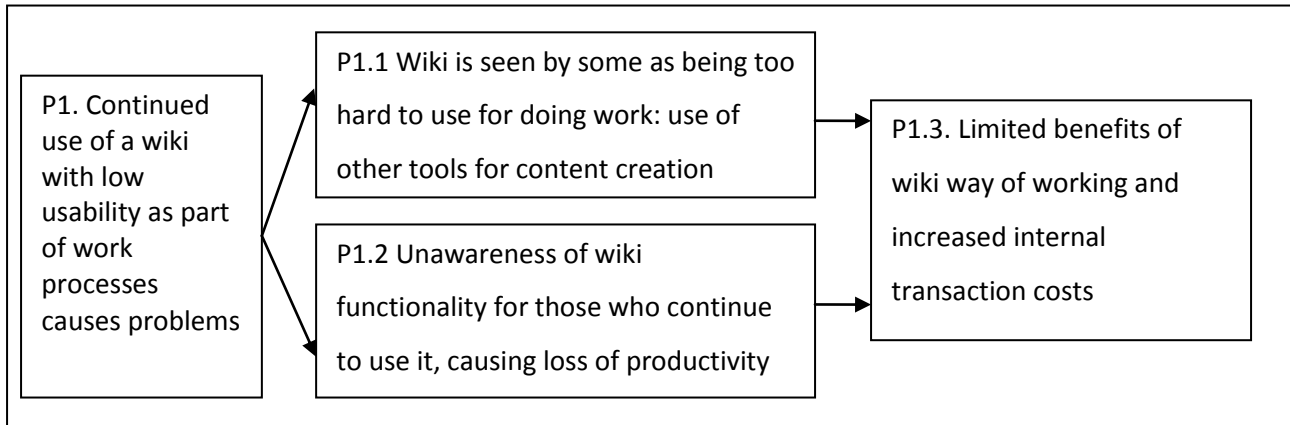 P1. Continued
use of a wiki
with low
usability as part
of work
processes
causes problems
P1.1 Wiki is seen by some as being too
hard to use for doing work: use of
other tools for content creation
P1.2 Unawareness of wiki
functionality for those who continue
to use it, causing loss of productivity
P1.3. Limited benefits of
wiki way of working and
increased internal
transaction costs